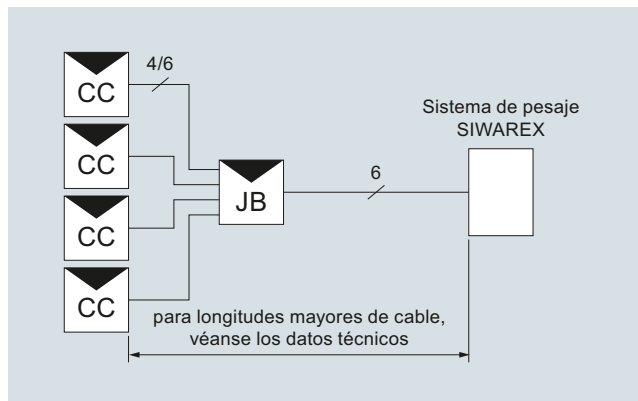 CC
4/6
CC
CC
CC
JB
6
Sistema de pesaje
SIWAREX
para longitudes mayores de cable,
véanse los datos técnicos